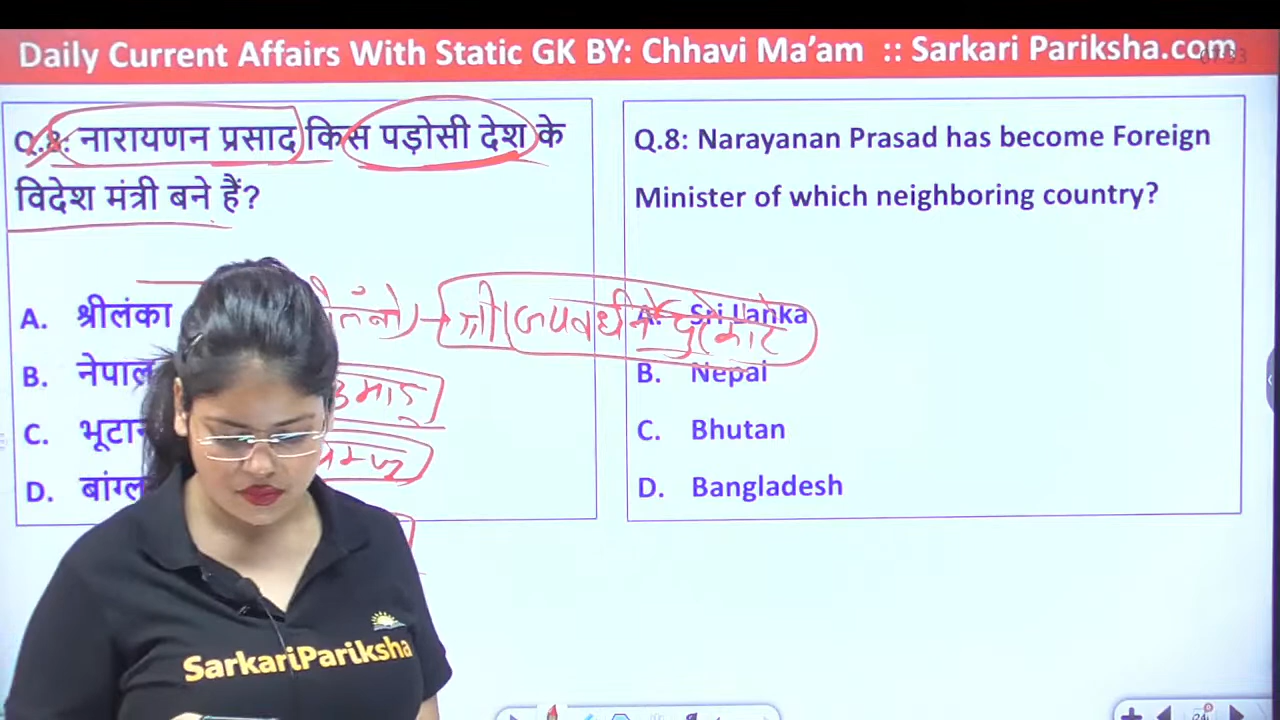 Daily Current Affairs With Static GK BY: Chhavi Ma’am :: Sarkari Pariksha.com
Q.8: नारायणन प्रसाद किस पड़ोसी देश के
विदेश मंत्री बने हैं?
A. श्रीलंका
B. नेपाल
C.
D.
Q.8: Narayanan Prasad has become Foreign
Minister of which neighboring country?
A. Sri Lanka
B. Nepal
C. Bhutan
D. Bangladesh
SarkariPariksha